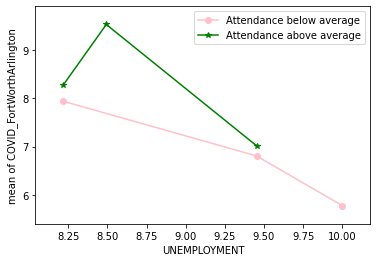 Attendance below average
Attendance above average
mean of COVID_FortWorthArlington
9
8
7
6
8.25 8.50 8.75 9.00 9.25 9.50 9.75 10.00
UNEMPLOYMENT